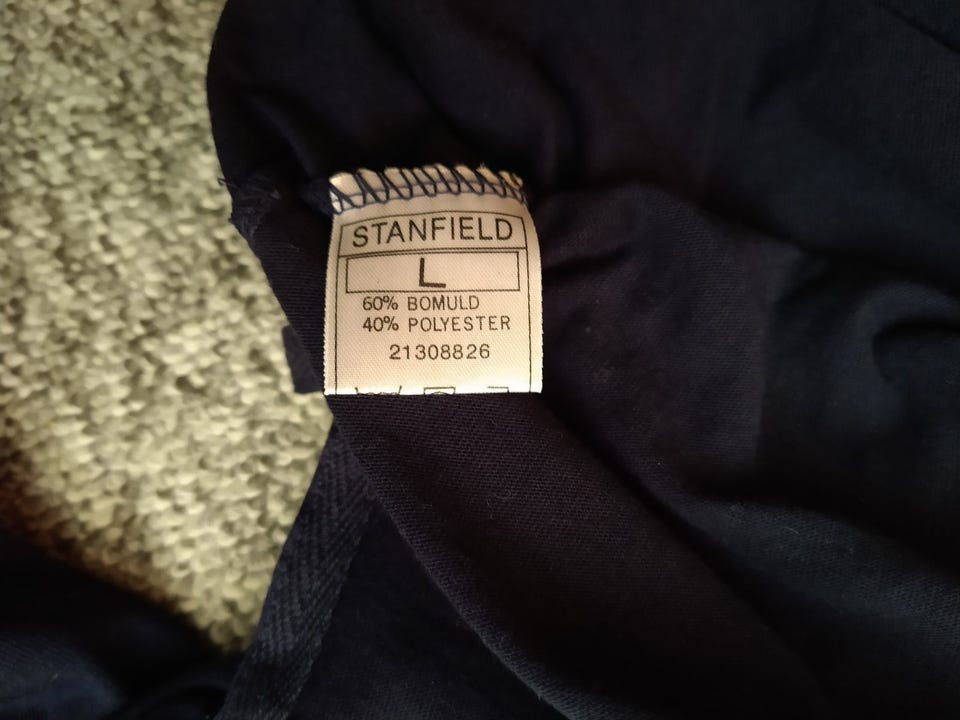 STANFIELD
L
60% BOMULD
40% POLYESTER
21308826